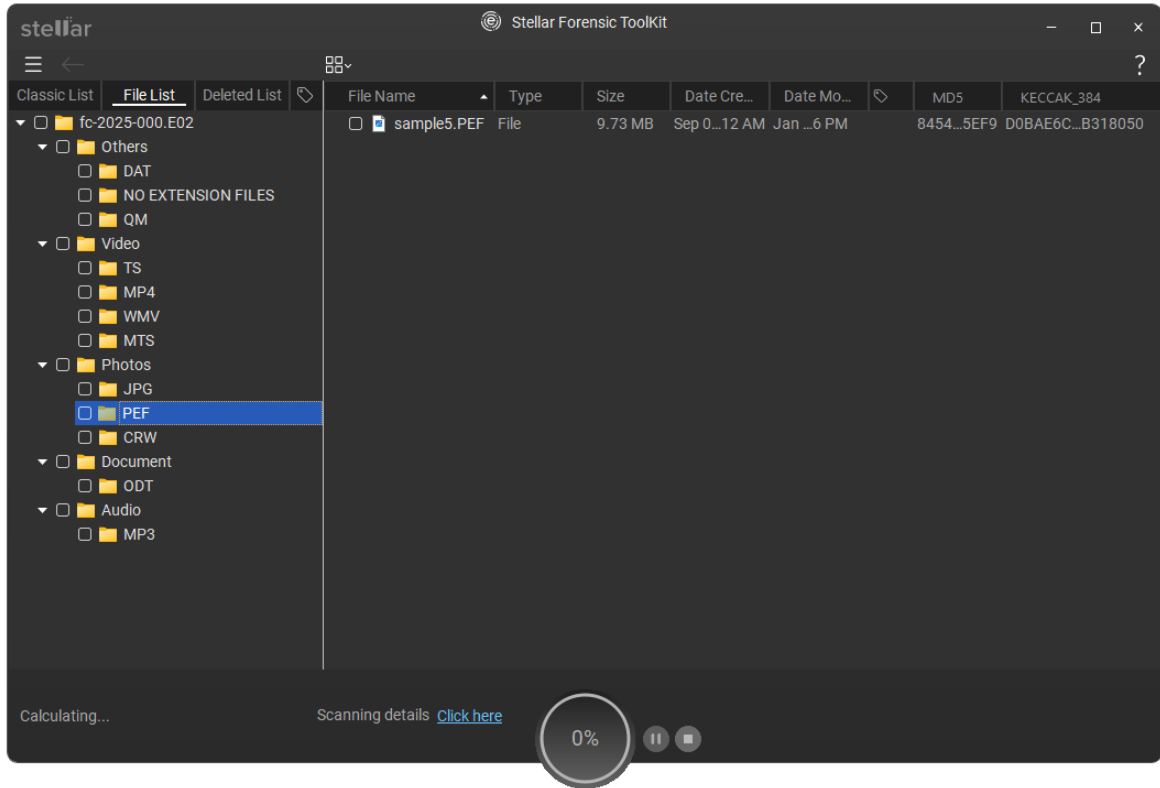 stellar
Stellar Forensic ToolKit
?
Classic List File List Deleted List
File Name Type Size Date Cre... Date Mo... MD5 KECCAK_384
fc-2025-000.E02
sample5.PEF File 9.73 MB Sep 0...12 AM Jan ...6 PM 8454...5EF9 D0BAE6C...B318050
Others
DAT
NO EXTENSION FILES
QM
Video
TS
MP4
WMV
MTS
Photos
JPG
PEF
CRW
Document
ODT
Audio
MP3
Calculating...
Scanning details Click here
0%